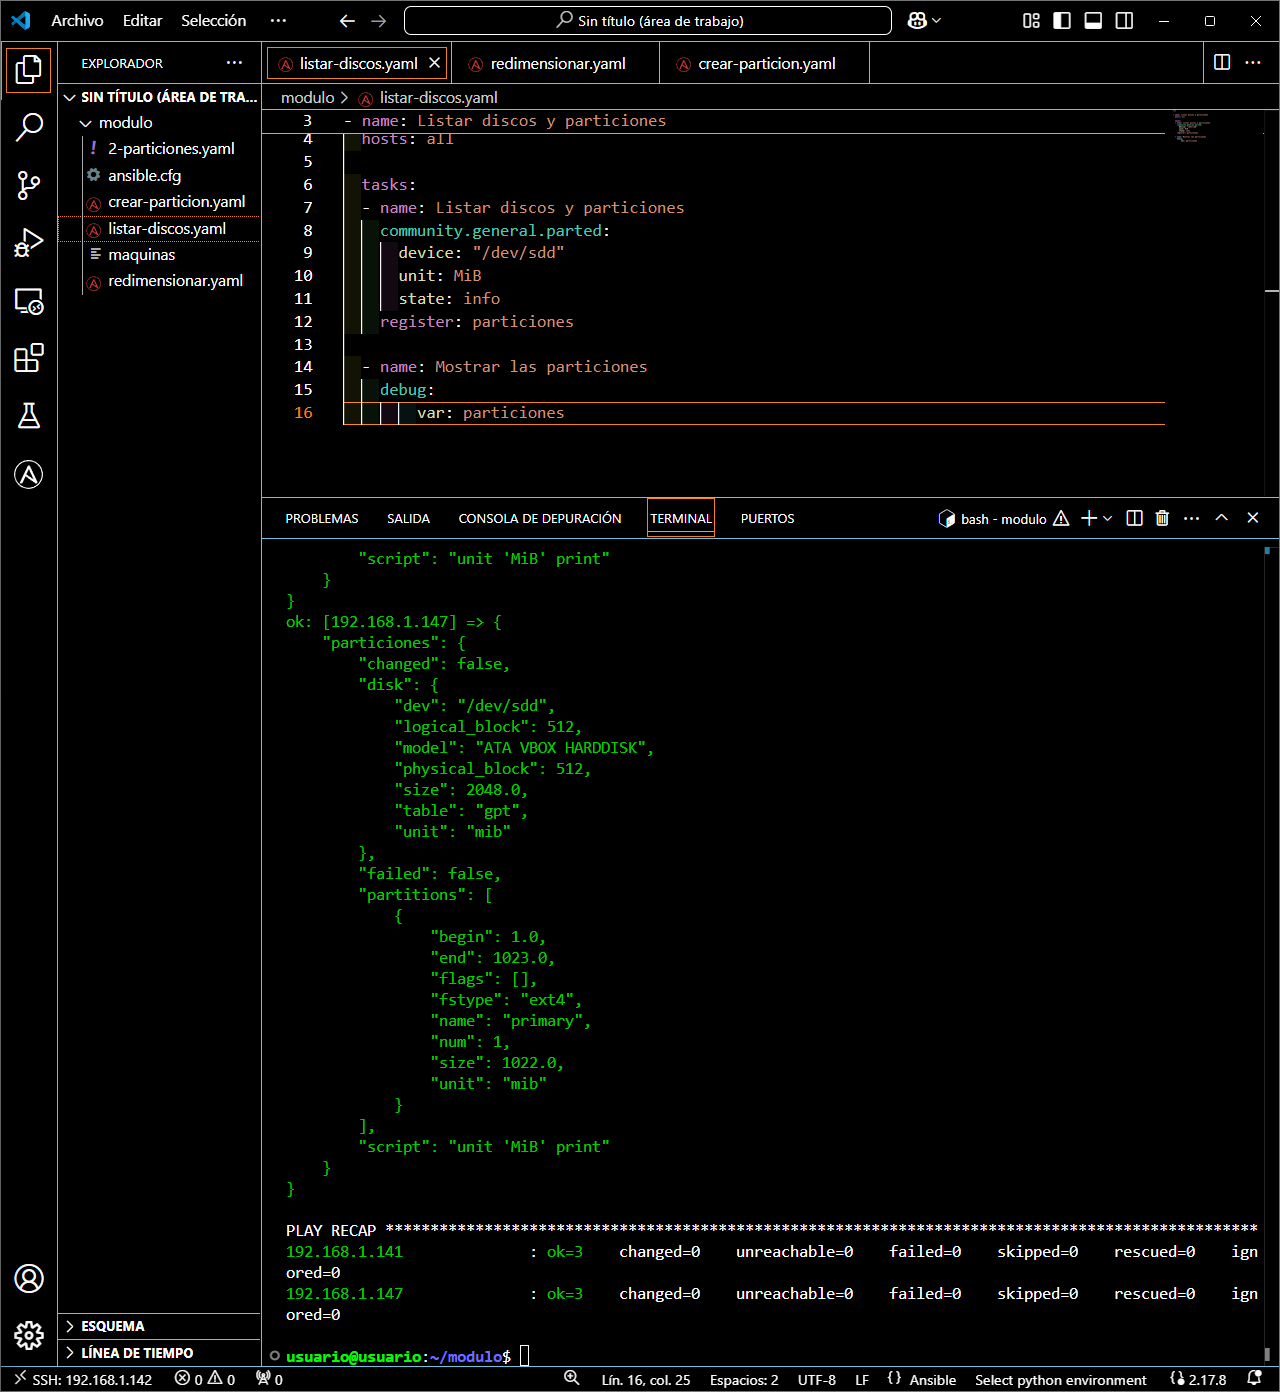 Archivo Editar Selección ··· Sin título (área de trabajo)
EXPLORADOR ···
SIN TÍTULO (ÁREA DE TRA...
modulo
2-particiones.yaml
ansible.cfg
crear-particion.yaml
listar-discos.yaml
maquinas
redimensionar.yaml
ESQUEMA
LÍNEA DE TIEMPO
listar-discos.yaml redimensionar.yaml crear-particion.yaml
modulo > listar-discos.yaml
3 - name: Listar discos y particiones
4 hosts: all
5
6 tasks:
7 - name: Listar discos y particiones
8 community.general.parted:
9 device: "/dev/sdd"
10 unit: MiB
11 state: info
12 register: particiones
13
14 - name: Mostrar las particiones
15 debug:
16 var: particiones
PROBLEMAS SALIDA CONSOLA DE DEPURACIÓN TERMINAL PUERTOS bash - modulo
"script": "unit 'MiB' print"
}
}
ok: [192.168.1.147] => {
"particiones": {
"changed": false,
"disk": {
"dev": "/dev/sdd",
"logical_block": 512,
"model": "ATA VBOX HARDDISK",
"physical_block": 512,
"size": 2048.0,
"table": "gpt",
"unit": "mib"
},
"failed": false,
"partitions": [
{
"begin": 1.0,
"end": 1023.0,
"flags": [],
"fstype": "ext4",
"name": "primary",
"num": 1,
"size": 1022.0,
"unit": "mib"
}
],
"script": "unit 'MiB' print"
}
}
PLAY RECAP *************************************************************************************************
192.168.1.141 : ok=3 changed=0 unreachable=0 failed=0 skipped=0 rescued=0 ign
ored=0
192.168.1.147 : ok=3 changed=0 unreachable=0 failed=0 skipped=0 rescued=0 ign
ored=0
usuario@usuario:~/modulo$
SSH: 192.168.1.142 0 0 0 Lín. 16, col. 25 Espacios: 2 UTF-8 LF {} Ansible Select python environment 2.17.8